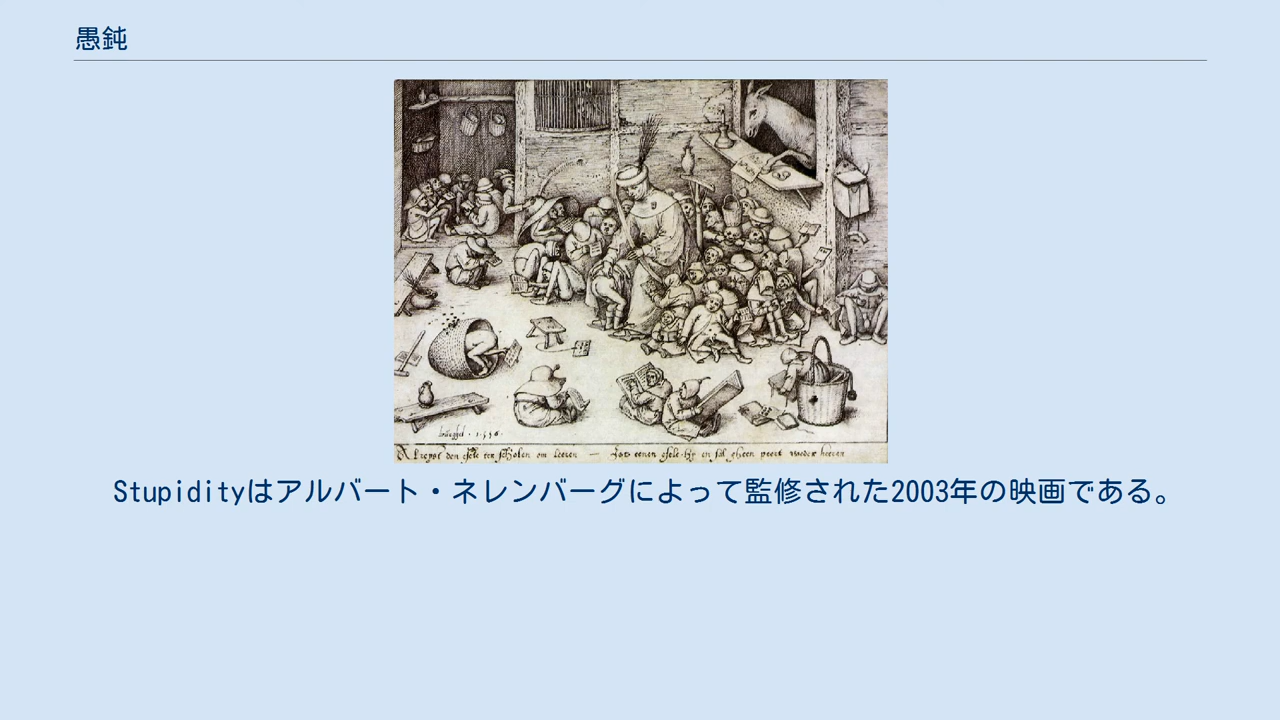 愚鈍
brueghel · 1556 ·
Stupidityはアルバート・ネレンバーグによって監修された2003年の映画である。